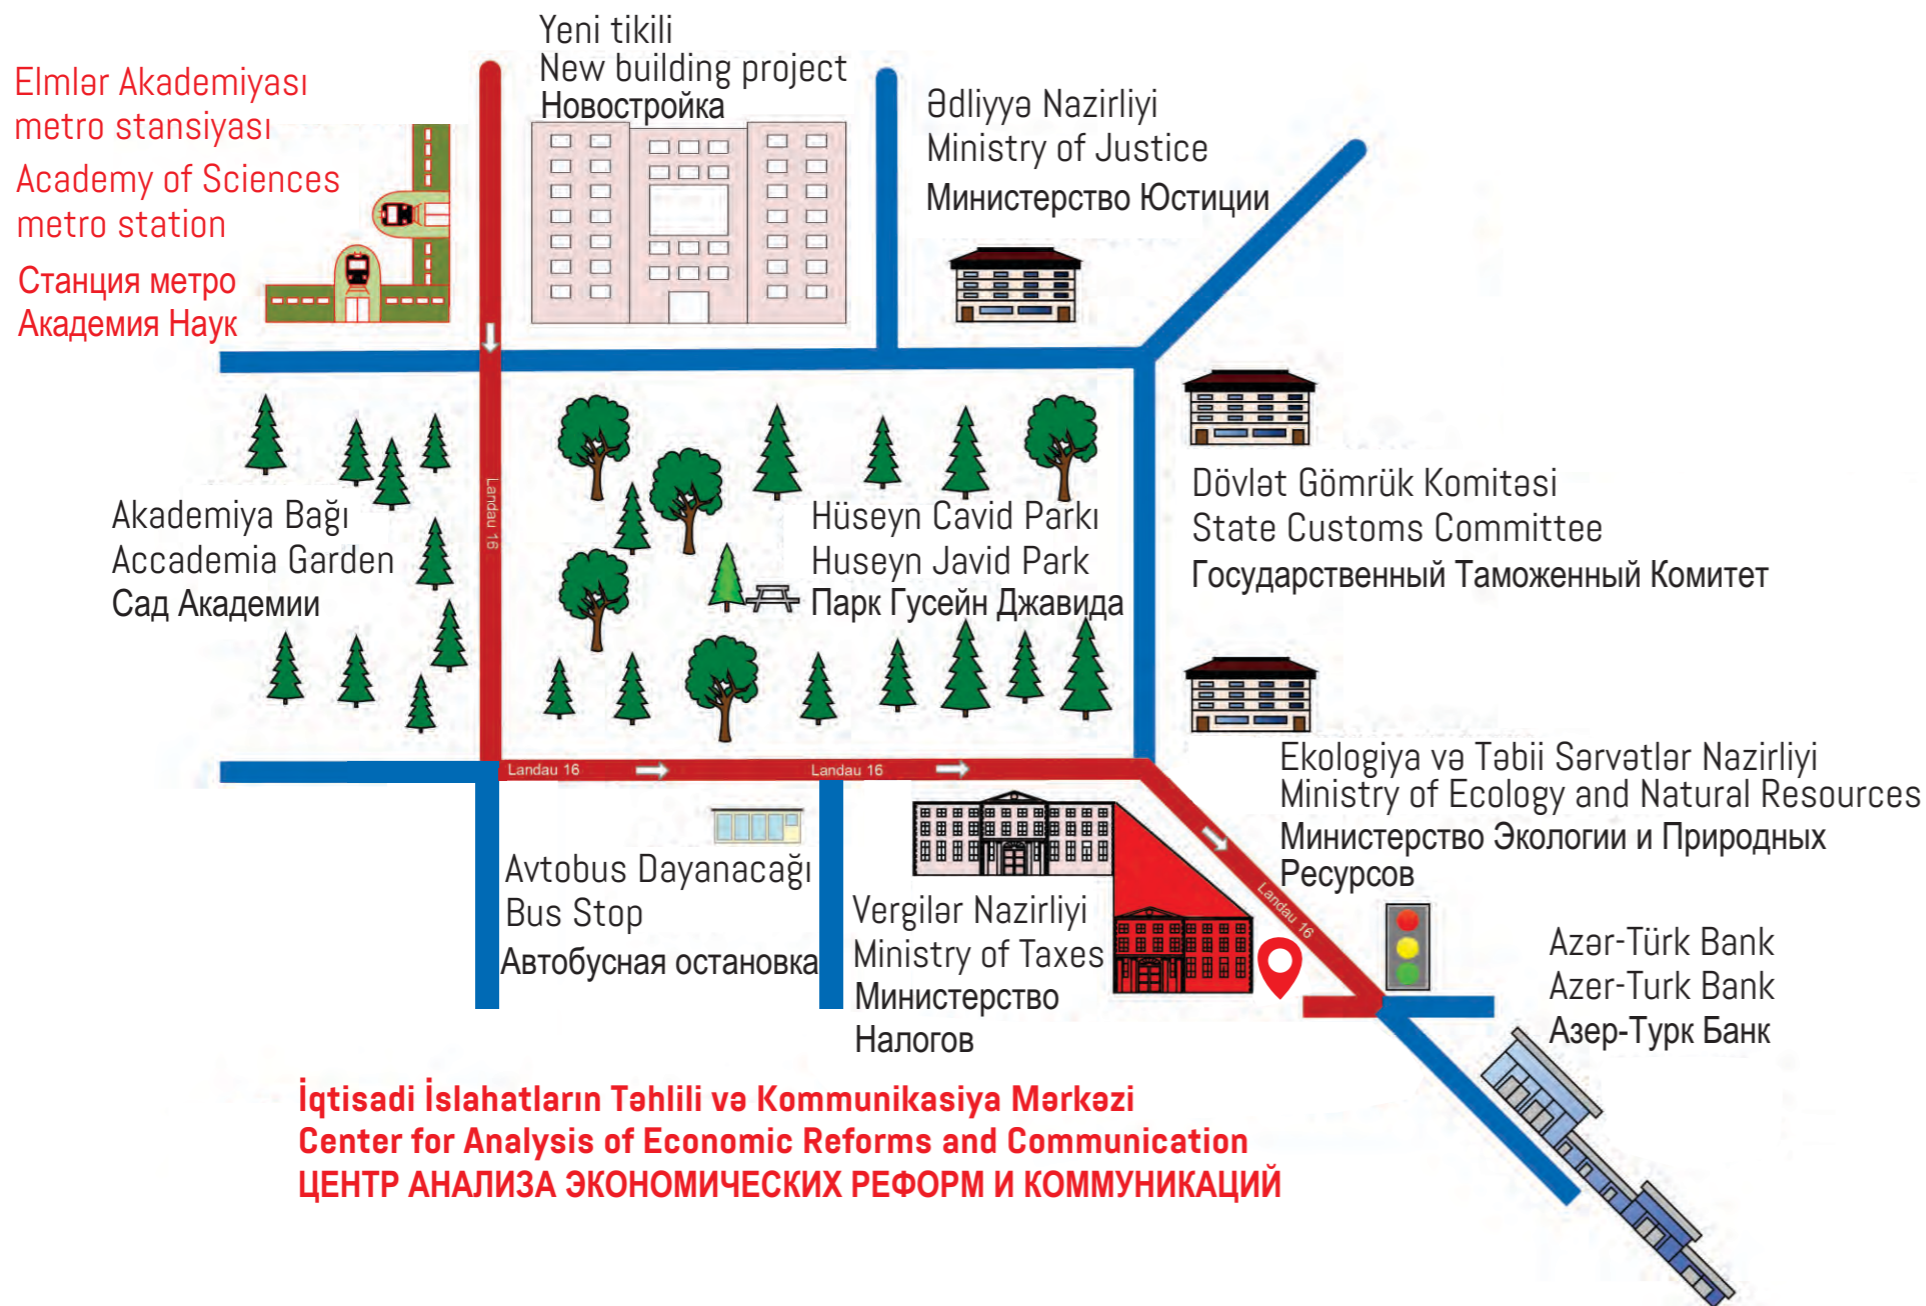 Yeni tikili
New building project
Новостройка
Elmlər Akademiyası
metro stansiyası
Academy of Sciences
metro station
Станция метро
Академия Наук
Ədliyyə Nazirliyi
Ministry of Justice
Министерство Юстиции
Landau 16
Akademiya Bağı
Accademia Garden
Сад Академии
Hüseyn Cavid Parkı
Huseyn Javid Park
Парк Гусейн Джавида
Dövlət Gömrük Komitəsi
State Customs Committee
Государственный Таможенный Комитет
Landau 16
Landau 16
Ekologiya və Təbii Sərvətlər Nazirliyi
Ministry of Ecology and Natural Resources
Министерство Экологии и Природных
Ресурсов
Avtobus Dayanacağı
Bus Stop
Автобусная остановка
Vergilər Nazirliyi
Ministry of Taxes
Министерство
Налогов
Landau 16
Azər-Türk Bank
Azer-Turk Bank
Азер-Турк Банк
İqtisadi İslahatların Təhlili və Kommunikasiya Mərkəzi
Center for Analysis of Economic Reforms and Communication
ЦЕНТР АНАЛИЗА ЭКОНОМИЧЕСКИХ РЕФОРМ И КОММУНИКАЦИЙ